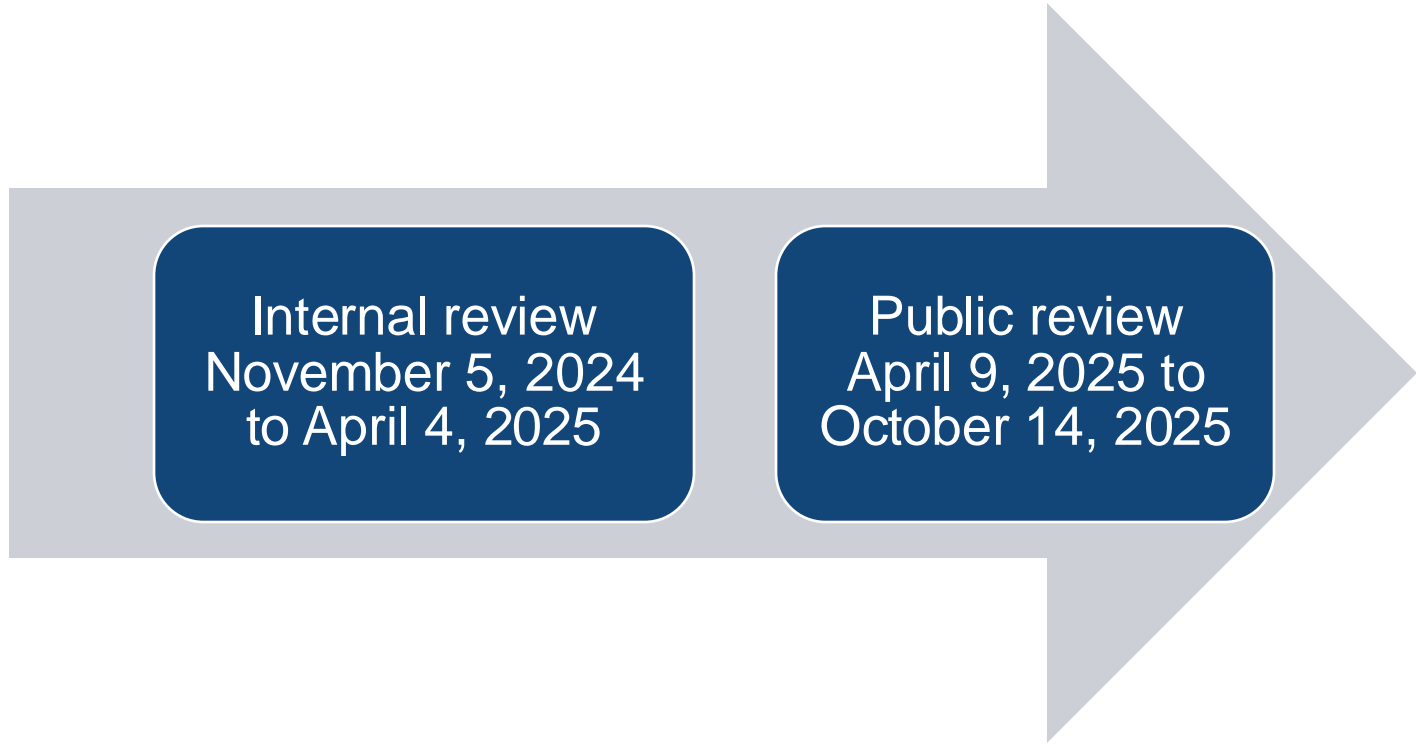 Internal review
November 5, 2024
to April 4, 2025
Public review
April 9, 2025 to
October 14, 2025